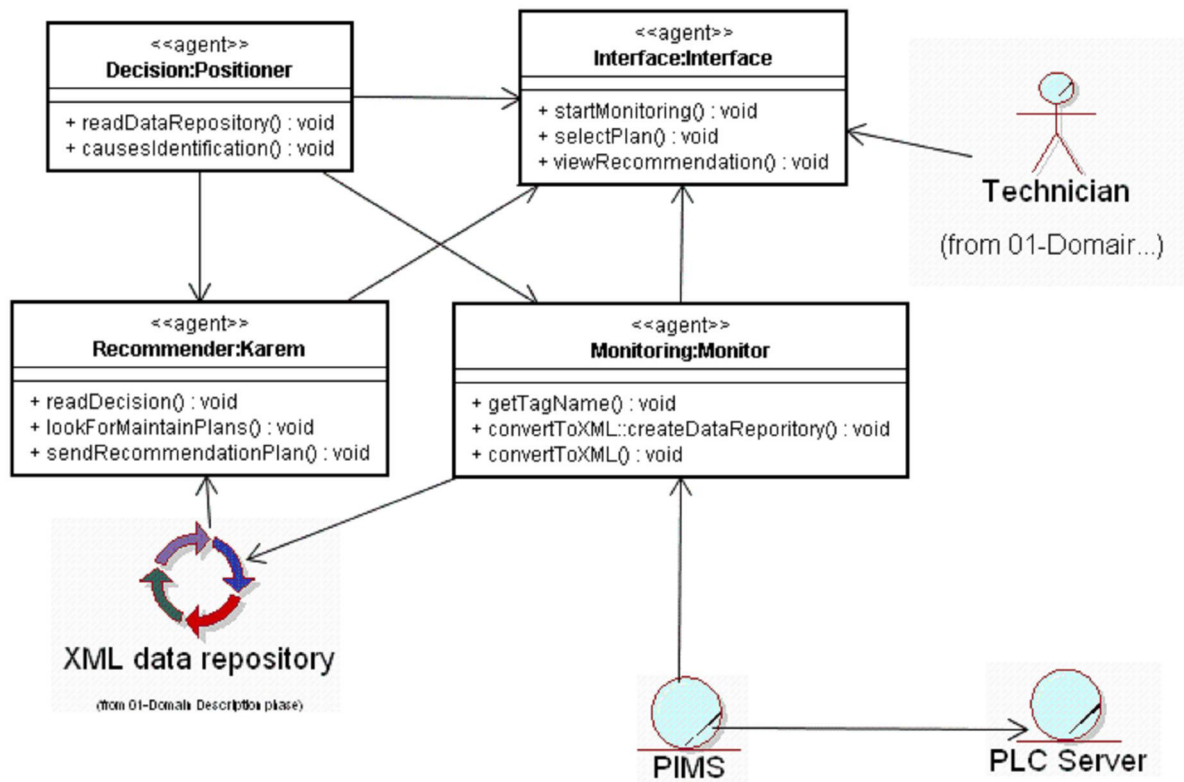 <<agent>>
Decision:Positioner
+ readDataRepository() : void
+ causesIdentification() : void
<<agent>>
Interface:Interface
+ startMonitoring() : void
+ selectPlan() : void
+ viewRecommendation() : void
Technician
(from 01-Domair...)
<<agent>>
Recommender:Karem
+ readDecision() : void
+ lookForMaintainPlans() : void
+ sendRecommendationPlan() : void
<<agent>>
Monitoring:Monitor
+ getTagName() : void
+ convertToXML::createDataReporitory() : void
+ convertToXML() : void
XML data repository
(from 01-Domain Description phase)
PIMS
PLC Server